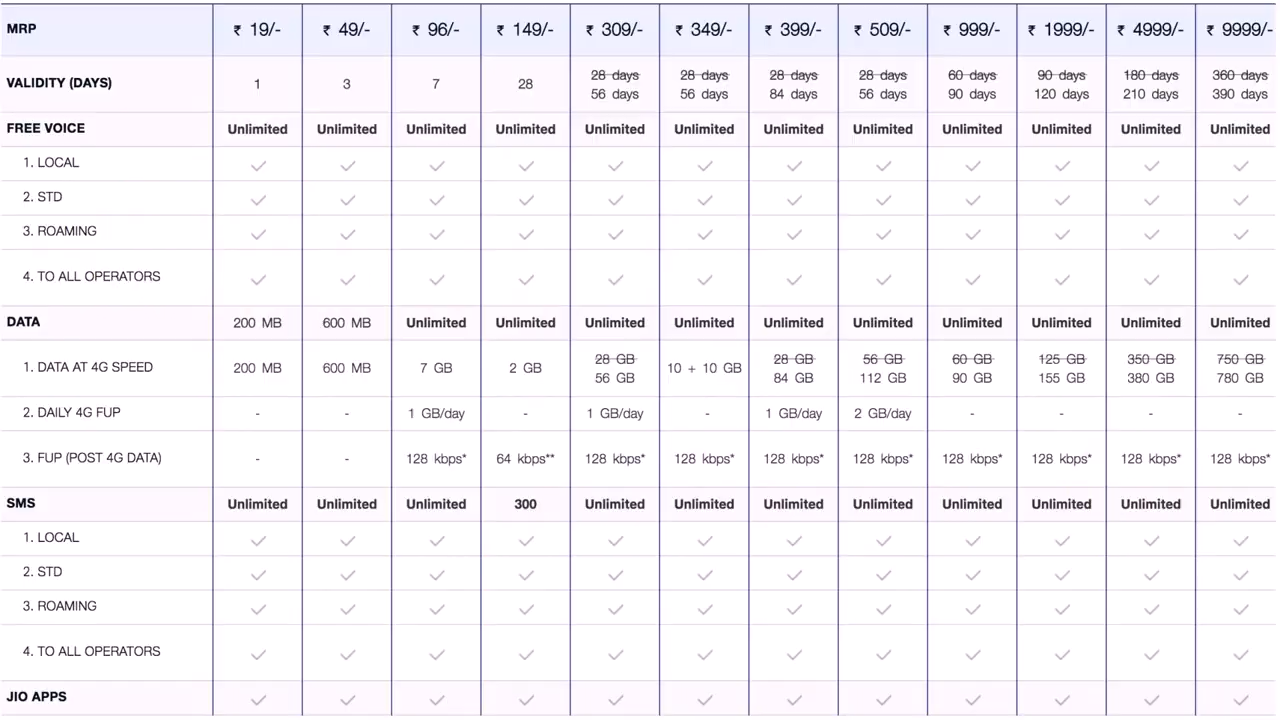 MRP ₹ 19/- ₹ 49/- ₹ 96/- ₹ 149/- ₹ 309/- ₹ 349/- ₹ 399/- ₹ 509/- ₹ 999/- ₹ 1999/- ₹ 4999/- ₹ 9999/-
28 days 28 days 28 days 28 days 60 days 90 days 180 days 360 days
VALIDITY (DAYS) 1 3 7 28
56 days 56 days 84 days 56 days 90 days 120 days 210 days 390 days
FREE VOICE Unlimited Unlimited Unlimited Unlimited Unlimited Unlimited Unlimited Unlimited Unlimited Unlimited Unlimited Unlimited
1. LOCAL
2. STD
3. ROAMING
4. TO ALL OPERATORS
DATA 200 MB 600 MB Unlimited Unlimited Unlimited Unlimited Unlimited Unlimited Unlimited Unlimited Unlimited Unlimited
28 GB 28 GB 56 GB 60 GB 125 GB 350 GB 750 GB
1. DATA AT 4G SPEED 200 MB 600 MB 7 GB 2 GB 10 + 10 GB
56 GB 84 GB 112 GB 90 GB 155 GB 380 GB 780 GB
2. DAILY 4G FUP - - 1 GB/day - 1 GB/day - 1 GB/day 2 GB/day - - - -
3. FUP (POST 4G DATA) - - 128 kbps* 64 kbps** 128 kbps* 128 kbps* 128 kbps* 128 kbps* 128 kbps* 128 kbps* 128 kbps* 128 kbps*
SMS Unlimited Unlimited Unlimited 300 Unlimited Unlimited Unlimited Unlimited Unlimited Unlimited Unlimited Unlimited
1. LOCAL
2. STD
3. ROAMING
4. TO ALL OPERATORS
JIO APPS